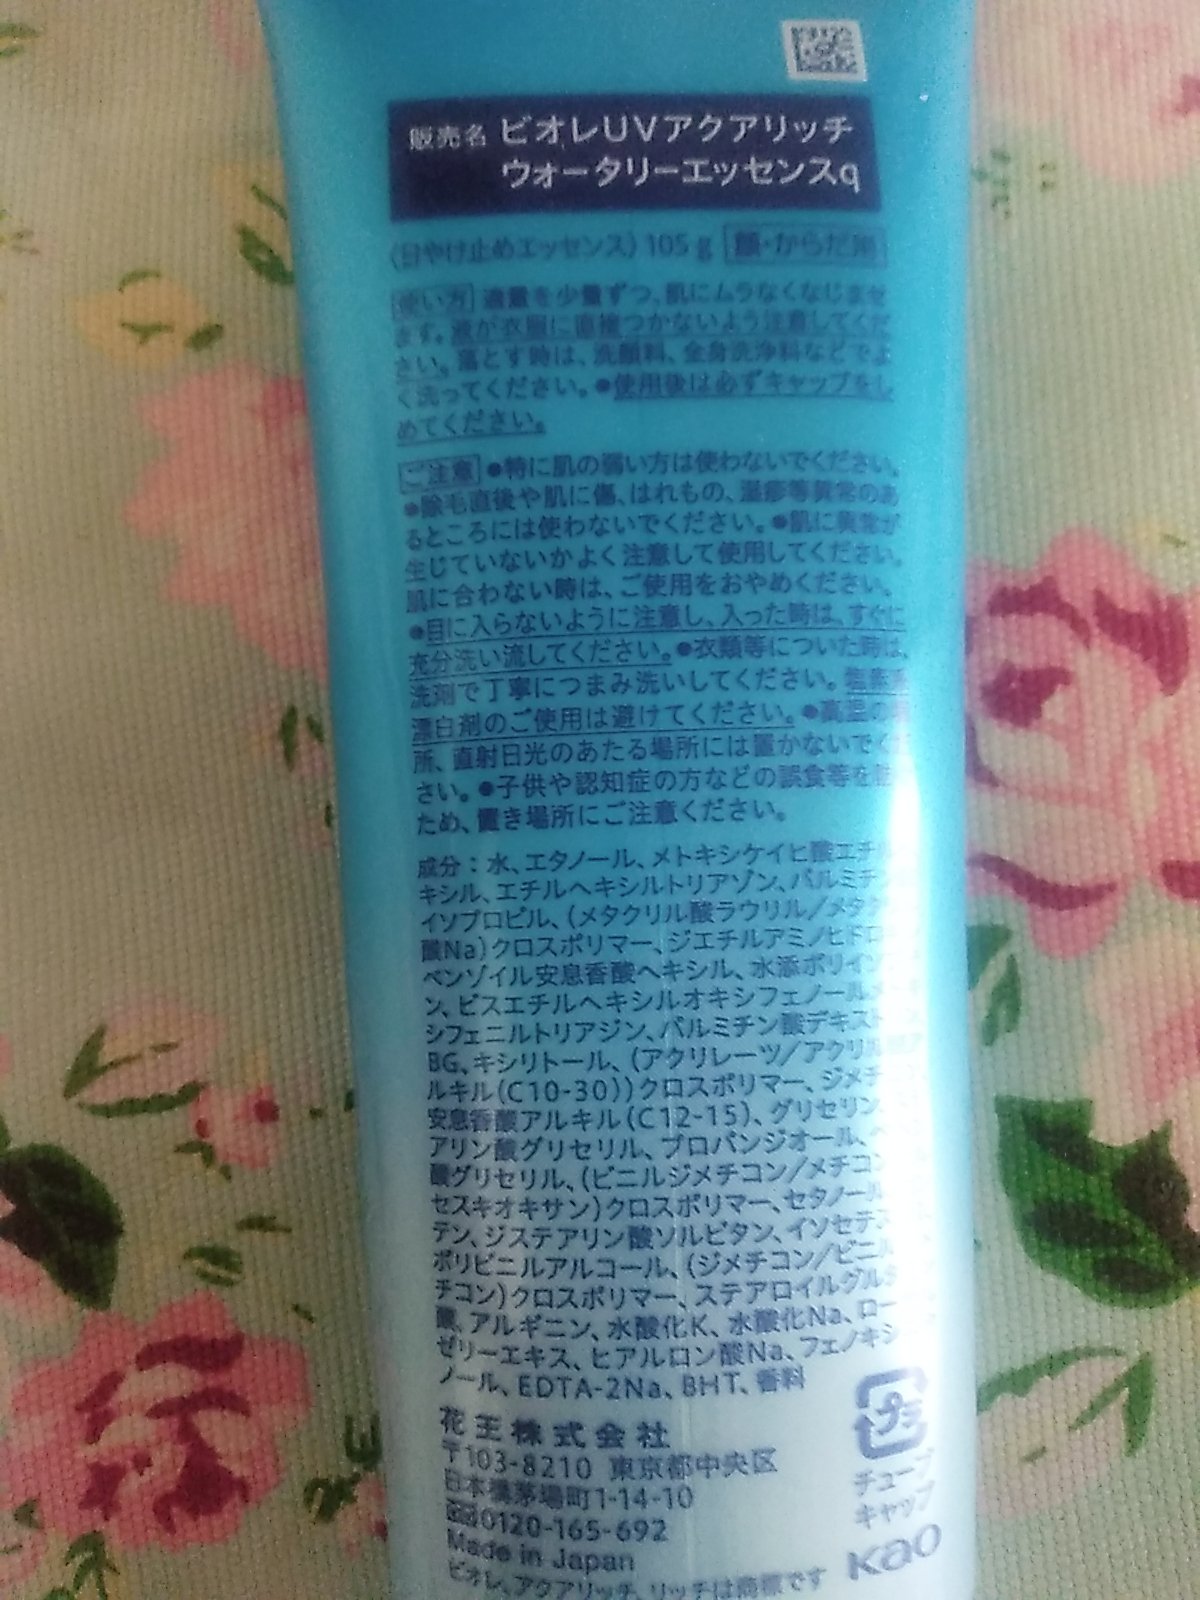 販売名 ビオレUVアクアリッチ
ウォータリーエッセンスq
(日やけ止めエッセンス) 105g 顔・からだ用
使い方 適量を少量ずつ、肌にムラなくなじませ
ます。液が衣服に直接つかないよう注意してくだ
さい。落とす時は、洗顔料、全身洗浄料などでよ
く洗ってください。●使用後は必ずキャップをし
めてください。
ご注意 ●特に肌の弱い方は使わないでください。
●除毛直後や肌に傷、はれもの、湿疹等異常のあ
るところには使わないでください。●肌に異常が
生じていないかよく注意して使用してください。
肌に合わない時は、ご使用をおやめください。
●目に入らないように注意し、入った時は、すぐに
充分洗い流してください。●衣類等についた時は、
洗剤で丁寧につまみ洗いしてください。塩素系
漂白剤のご使用は避けてください。●高温の
所、直射日光のあたる場所には置かないでくだ
さい。●子供や認知症の方などの誤食等を防
ため、置き場所にご注意ください。
成分:水、エタノール、メトキシケイヒ酸エチル
キシル、エチルヘキシルトリアゾン、パルミチン
イソプロピル、(メタクリル酸ラウリル/メタク
酸Na)クロスポリマー、ジエチルアミノヒドロ
ベンゾイル安息香酸ヘキシル、水添ポリイソ
ン、ビスエチルヘキシルオキシフェノールメ
シフェニルトリアジン、パルミチン酸デキスト
BG、キシリトール、(アクリレーツ/アクリル
ルキル(C10-30))クロスポリマー、ジメチ
安息香酸アルキル(C12-15)、グリセリン、
アリン酸グリセリル、プロパンジオール、
酸グリセリル、(ビニルジメチコン/メチコン
セスキオキサン)クロスポリマー、セタノール
テン、ジステアリン酸ソルビタン、イソセテス
ポリビニルアルコール、(ジメチコン/ビニル
チコン)クロスポリマー、ステアロイルグルタ
酸、アルギニン、水酸化K、水酸化Na、ロー
ゼリーエキス、ヒアルロン酸Na、フェノキシ
ノール、EDTA-2Na、BHT、香料
花王株式会社
〒103-8210 東京都中央区
日本橋茅場町1-14-10
0120-165-692
Made in Japan
ビオレ、アクアリッチ、リッチは商標です
プラ
チューブ
キャップ
Kao